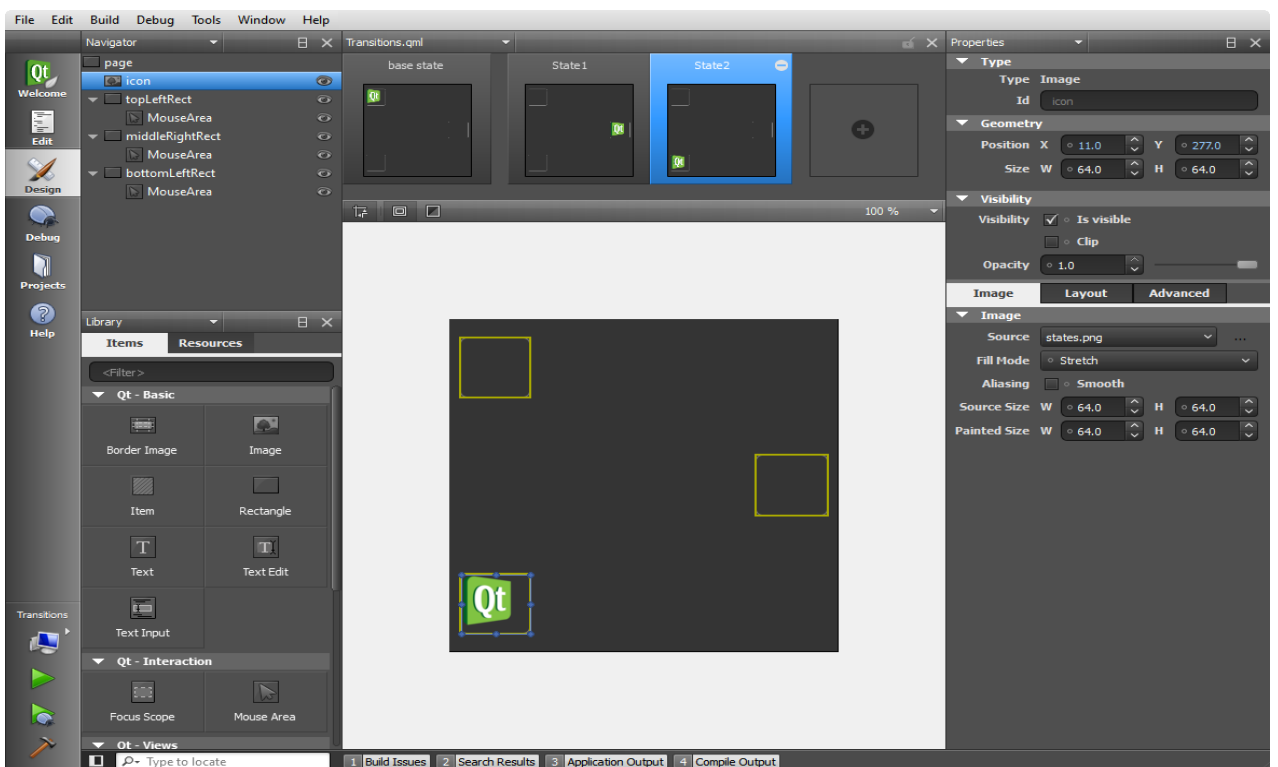 File Edit Build Debug Tools Window Help
Navigator
Transitions.qml
Properties
Qt
Welcome
Edit
Design
Debug
Projects
Help
page
icon
topLeftRect
MouseArea
middleRightRect
MouseArea
bottomLeftRect
MouseArea
base state
State1
State2
Qt
Qt
Qt
100 %
Type
Type Image
Id icon
Geometry
Position X 11.0 Y 277.0
Size W 64.0 H 64.0
Visibility
Visibility Is visible
Clip
Opacity 1.0
Image Layout Advanced
Image
Source states.png ...
Fill Mode Stretch
Aliasing Smooth
Source Size W 64.0 H 64.0
Painted Size W 64.0 H 64.0
Library
Items Resources
<Filter>
Qt - Basic
Border Image Image
Item Rectangle
T T
Text Text Edit
Text Input
Qt - Interaction
Focus Scope Mouse Area
Qt - Views
Qt
Transitions
Type to locate
1 Build Issues 2 Search Results 3 Application Output 4 Compile Output